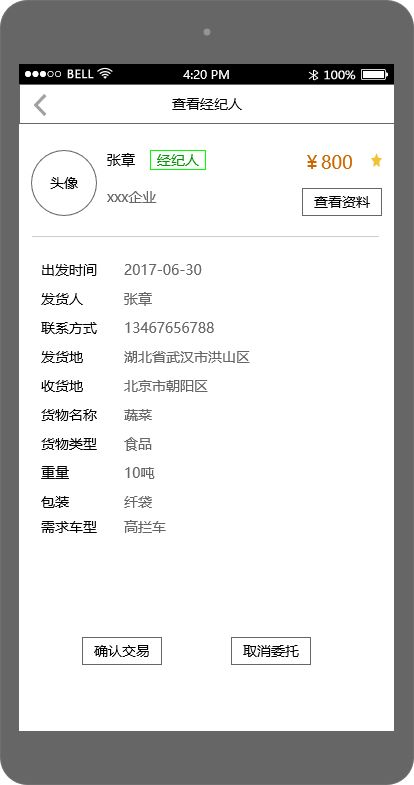 BELL 4:20 PM 100%
查看经纪人
头像 张章 经纪人 ¥800
xxx企业 查看资料
出发时间 2017-06-30
发货人 张章
联系方式 13467656788
发货地 湖北省武汉市洪山区
收货地 北京市朝阳区
货物名称 蔬菜
货物类型 食品
重量 10吨
包装 纤袋
需求车型 高拦车
确认交易 取消委托